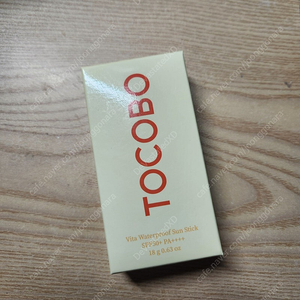 TOCOBO
Vita Waterproof Sun Stick
SPF50+ PA++++
18 g 0.63 oz